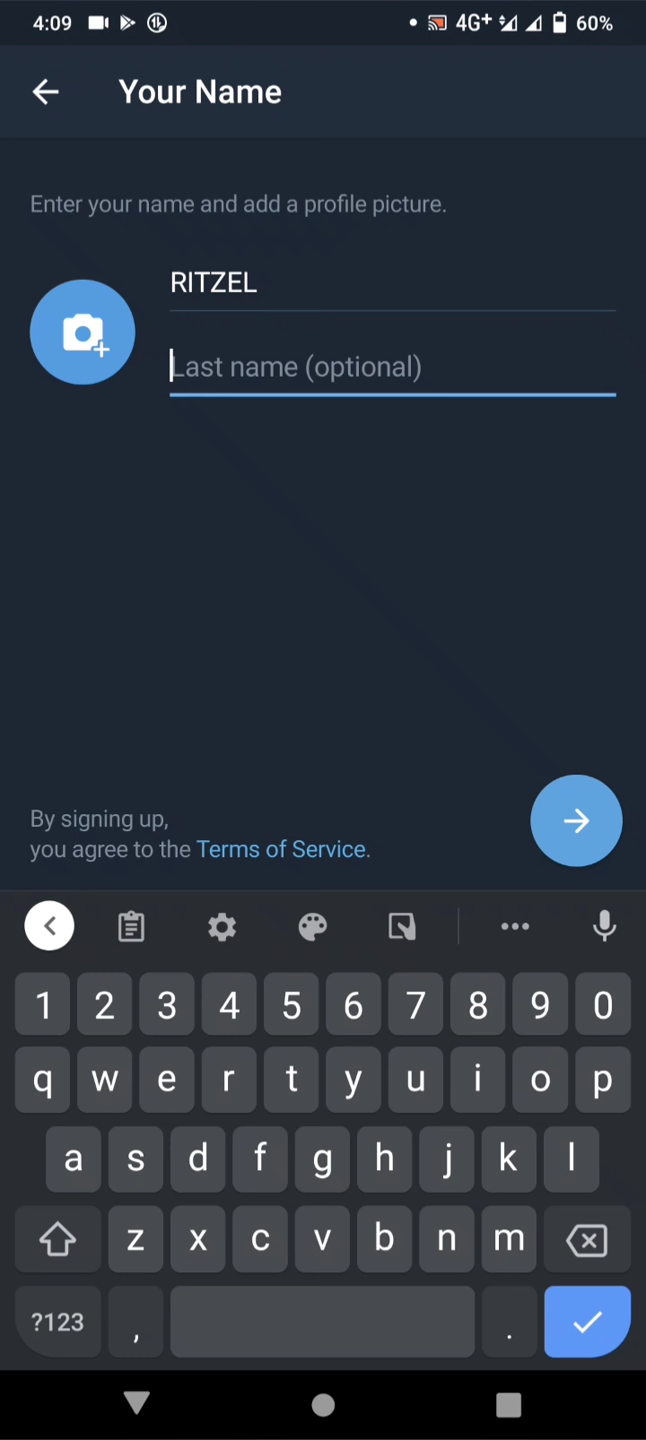 4:09 4G+ 60%
Your Name
Enter your name and add a profile picture.
RITZEL
Last name (optional)
By signing up,
you agree to the Terms of Service.
1 2 3 4 5 6 7 8 9 0
q w e r t y u i o p
a s d f g h j k l
z x c v b n m
?123 , .